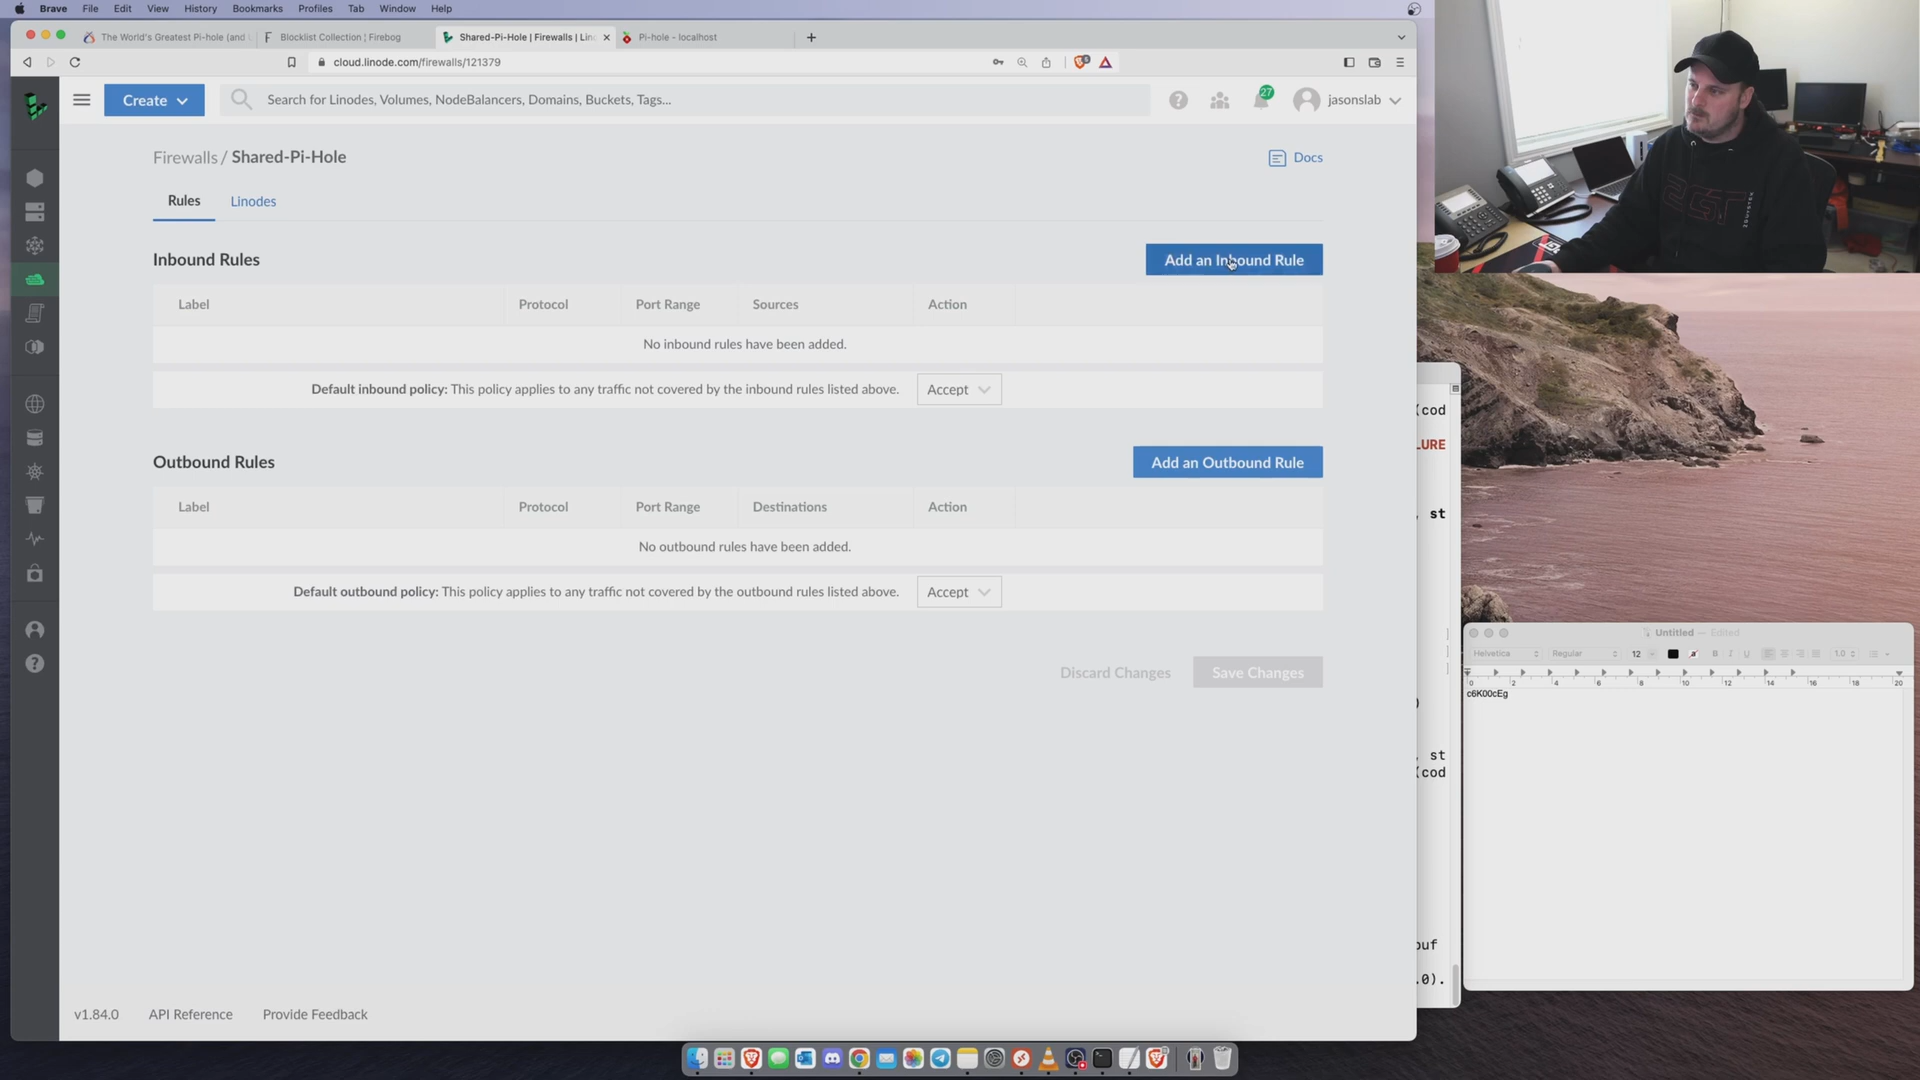 Brave File Edit View History Bookmarks Profiles Tab Window Help
The World's Greatest Pi-hole (and
Blocklist Collection | Firebog
Shared-Pi-Hole | Firewalls | Lin
Pi-hole - localhost
cloud.linode.com/firewalls/121379
Create
Search for Linodes, Volumes, NodeBalancers, Domains, Buckets, Tags...
27
jasonslab
Firewalls / Shared-Pi-Hole
Docs
Rules
Linodes
Inbound Rules
Add an Inbound Rule
Label Protocol Port Range Sources Action
No inbound rules have been added.
Default inbound policy: This policy applies to any traffic not covered by the inbound rules listed above.
Accept
Outbound Rules
Add an Outbound Rule
Label Protocol Port Range Destinations Action
No outbound rules have been added.
Default outbound policy: This policy applies to any traffic not covered by the outbound rules listed above.
Accept
Discard Changes
Save Changes
v1.84.0
API Reference
Provide Feedback
(cod
LURE
, st
, st
(cod
.0).
Untitled — Edited
Helvetica Regular 12 B I U 1.0
0 2 4 6 8 10 12 14 16 18 20
c6K00cEg